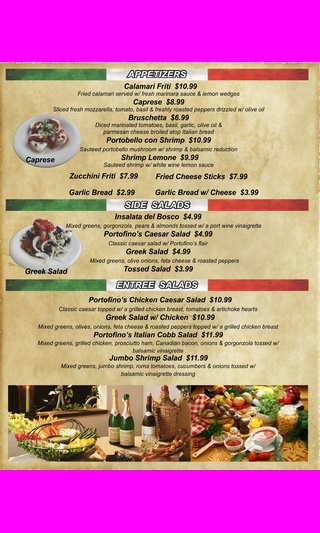 APPETIZERS
Calamari Friti $10.99
Fried calamari served w/ fresh marinara sauce & lemon wedges
Caprese $8.99
Sliced fresh mozzarella, tomato, basil & freshly roasted peppers drizzled w/ olive oil
Bruschetta $6.99
Diced marinated tomatoes, basil, garlic, olive oil &
parmesan cheese broiled atop Italian bread
Portobello con Shrimp $10.99
Sauteed portobello mushroom w/ shrimp & balsamic reduction
Caprese
Shrimp Lemone $9.99
Sauteed shrimp w/ white wine lemon sauce
Zucchini Friti $7.99 Fried Cheese Sticks $7.99
Garlic Bread $2.99 Garlic Bread w/ Cheese $3.99
SIDE SALADS
Insalata del Bosco $4.99
Mixed greens, gorgonzola, pears & almonds tossed w/ a port wine vinaigrette
Portofino's Caesar Salad $4.99
Classic caesar salad w/ Portofino's flair
Greek Salad $4.99
Mixed greens, olive onions, feta cheese & roasted peppers
Greek Salad
Tossed Salad $3.99
ENTREE SALADS
Portofino's Chicken Caesar Salad $10.99
Classic caesar topped w/ a grilled chicken breast, tomatoes & artichoke hearts
Greek Salad w/ Chicken $10.99
Mixed greens, olives, onions, feta cheese & roasted peppers topped w/ a grilled chicken breast
Portofino's Italian Cobb Salad $11.99
Mixed greens, grilled chicken, prosciutto ham, Canadian bacon, onions & gorgonzola tossed w/
balsamic vinaigrette
Jumbo Shrimp Salad $11.99
Mixed greens, jumbo shrimp, roma tomatoes, cucumbers & onions tossed w/
balsamic vinaigrette dressing